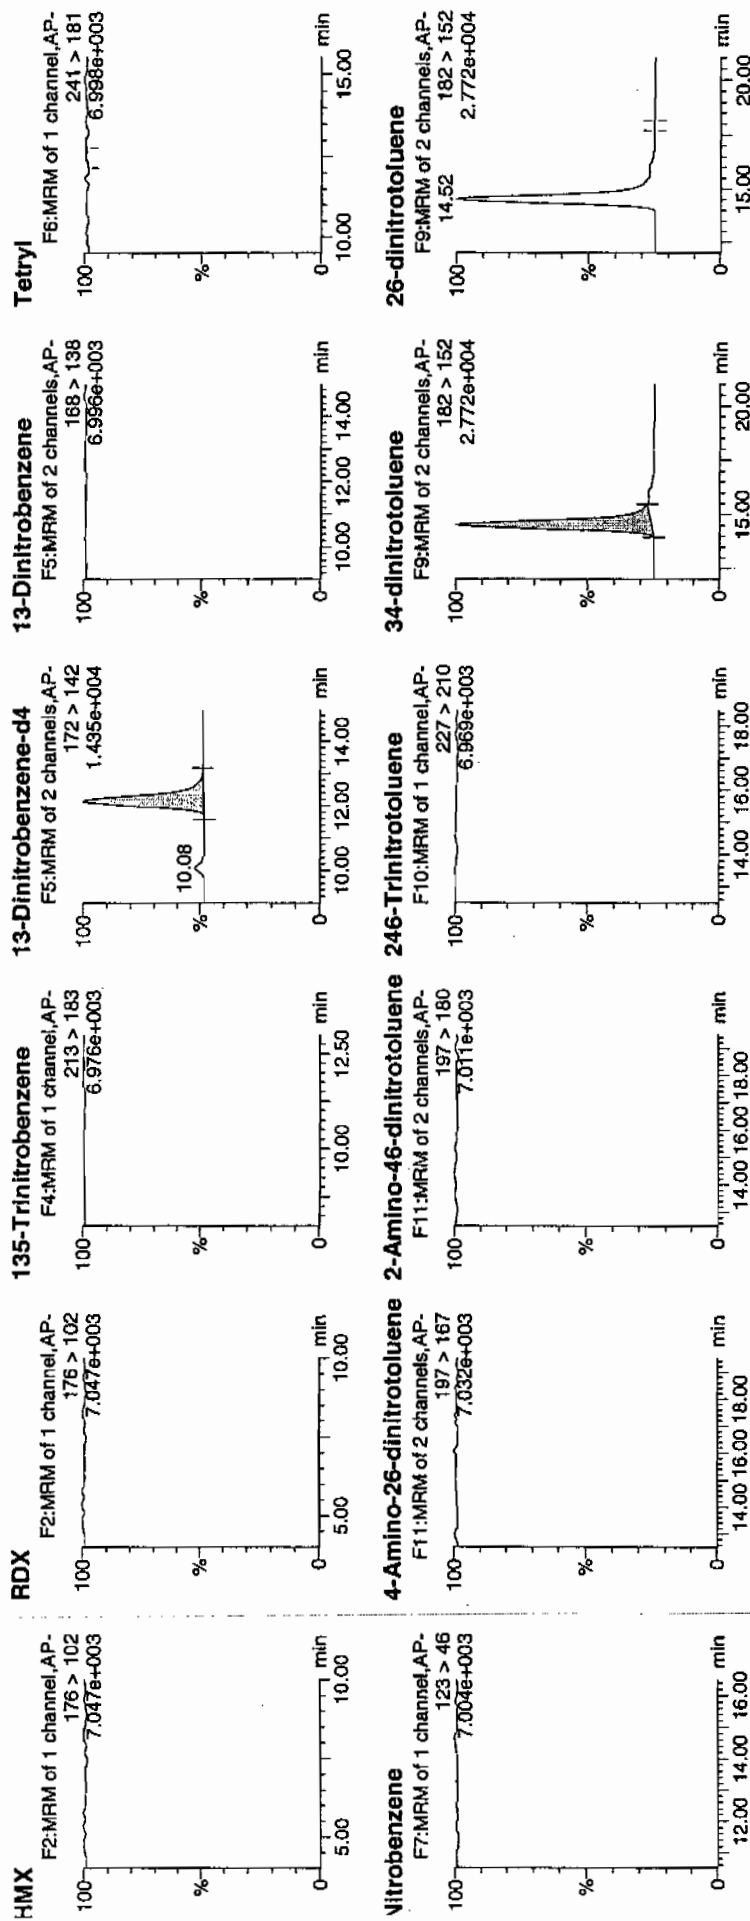 HMX
F2:MRM of 1 channel,AP-
176 > 102
7.047e+003
100
%
0
5.00
10.00
min
RDX
F2:MRM of 1 channel,AP-
176 > 102
7.047e+003
100
%
0
5.00
10.00
min
135-Trinitrobenzene
F4:MRM of 1 channel,AP-
213 > 183
6.976e+003
100
%
0
10.00
12.50
min
13-Dinitrobenzene-d4
F5:MRM of 2 channels,AP-
172 > 142
1.435e+004
100
10.08
%
0
10.00
12.00
14.00
min
13-Dinitrobenzene
F5:MRM of 2 channels,AP-
168 > 138
6.996e+003
100
%
0
10.00
12.00
14.00
min
Tetryl
F6:MRM of 1 channel,AP-
241 > 181
6.998e+003
100
%
0
10.00
15.00
min
Nitrobenzene
F7:MRM of 1 channel,AP-
123 > 46
7.004e+003
100
%
0
12.00
14.00
16.00
min
4-Amino-26-dinitrotoluene
F11:MRM of 2 channels,AP-
197 > 167
7.032e+003
100
%
0
14.00
16.00
18.00
min
2-Amino-46-dinitrotoluene
F11:MRM of 2 channels,AP-
197 > 180
7.011e+003
100
%
0
14.00
16.00
18.00
min
246-Trinitrotoluene
F10:MRM of 1 channel,AP-
227 > 210
6.969e+003
100
%
0
14.00
16.00
18.00
min
34-dinitrotoluene
F9:MRM of 2 channels,AP-
182 > 152
2.772e+004
100
%
0
15.00
20.00
min
26-dinitrotoluene
F9:MRM of 2 channels,AP-
182 > 152
2.772e+004
14.52
100
%
0
15.00
20.00
min